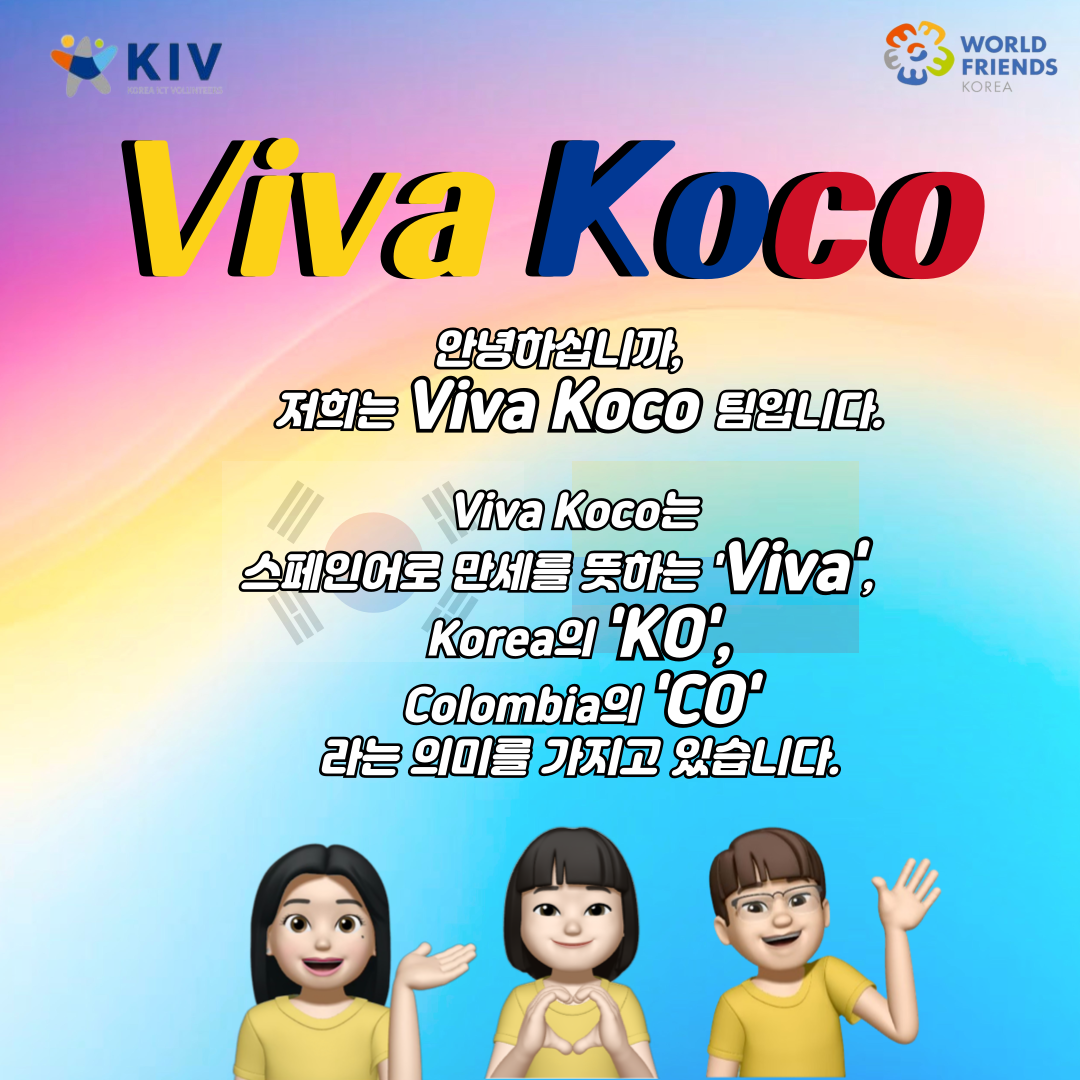 KIV
KOREA ICT VOLUNTEERS
WORLD
FRIENDS
KOREA
Viva Koco
안녕하십니까,
저희는 Viva Koco 팀입니다.
Viva Koco는
스페인어로 만세를 뜻하는 'Viva',
Korea의 'KO',
Colombia의 'CO'
라는 의미를 가지고 있습니다.